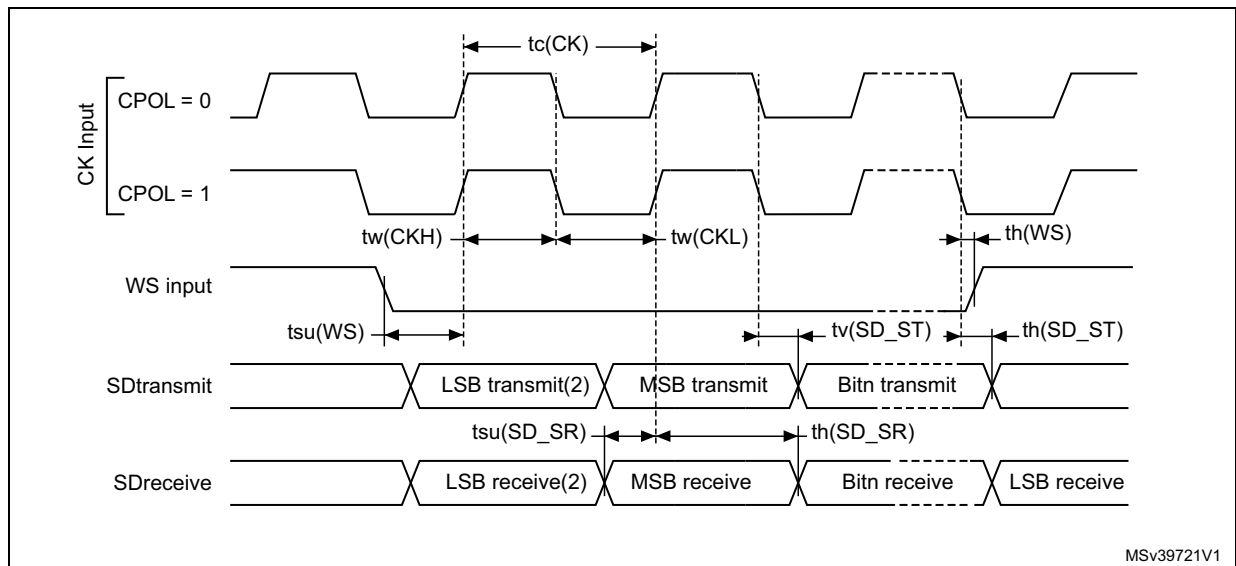 tc(CK)
CK Input
CPOL = 0
CPOL = 1
tw(CKH)
tw(CKL)
th(WS)
WS input
tsu(WS)
tv(SD_ST)
th(SD_ST)
SDtransmit
LSB transmit(2)
MSB transmit
Bitn transmit
tsu(SD_SR)
th(SD_SR)
SDreceive
LSB receive(2)
MSB receive
Bitn receive
LSB receive
MSv39721V1